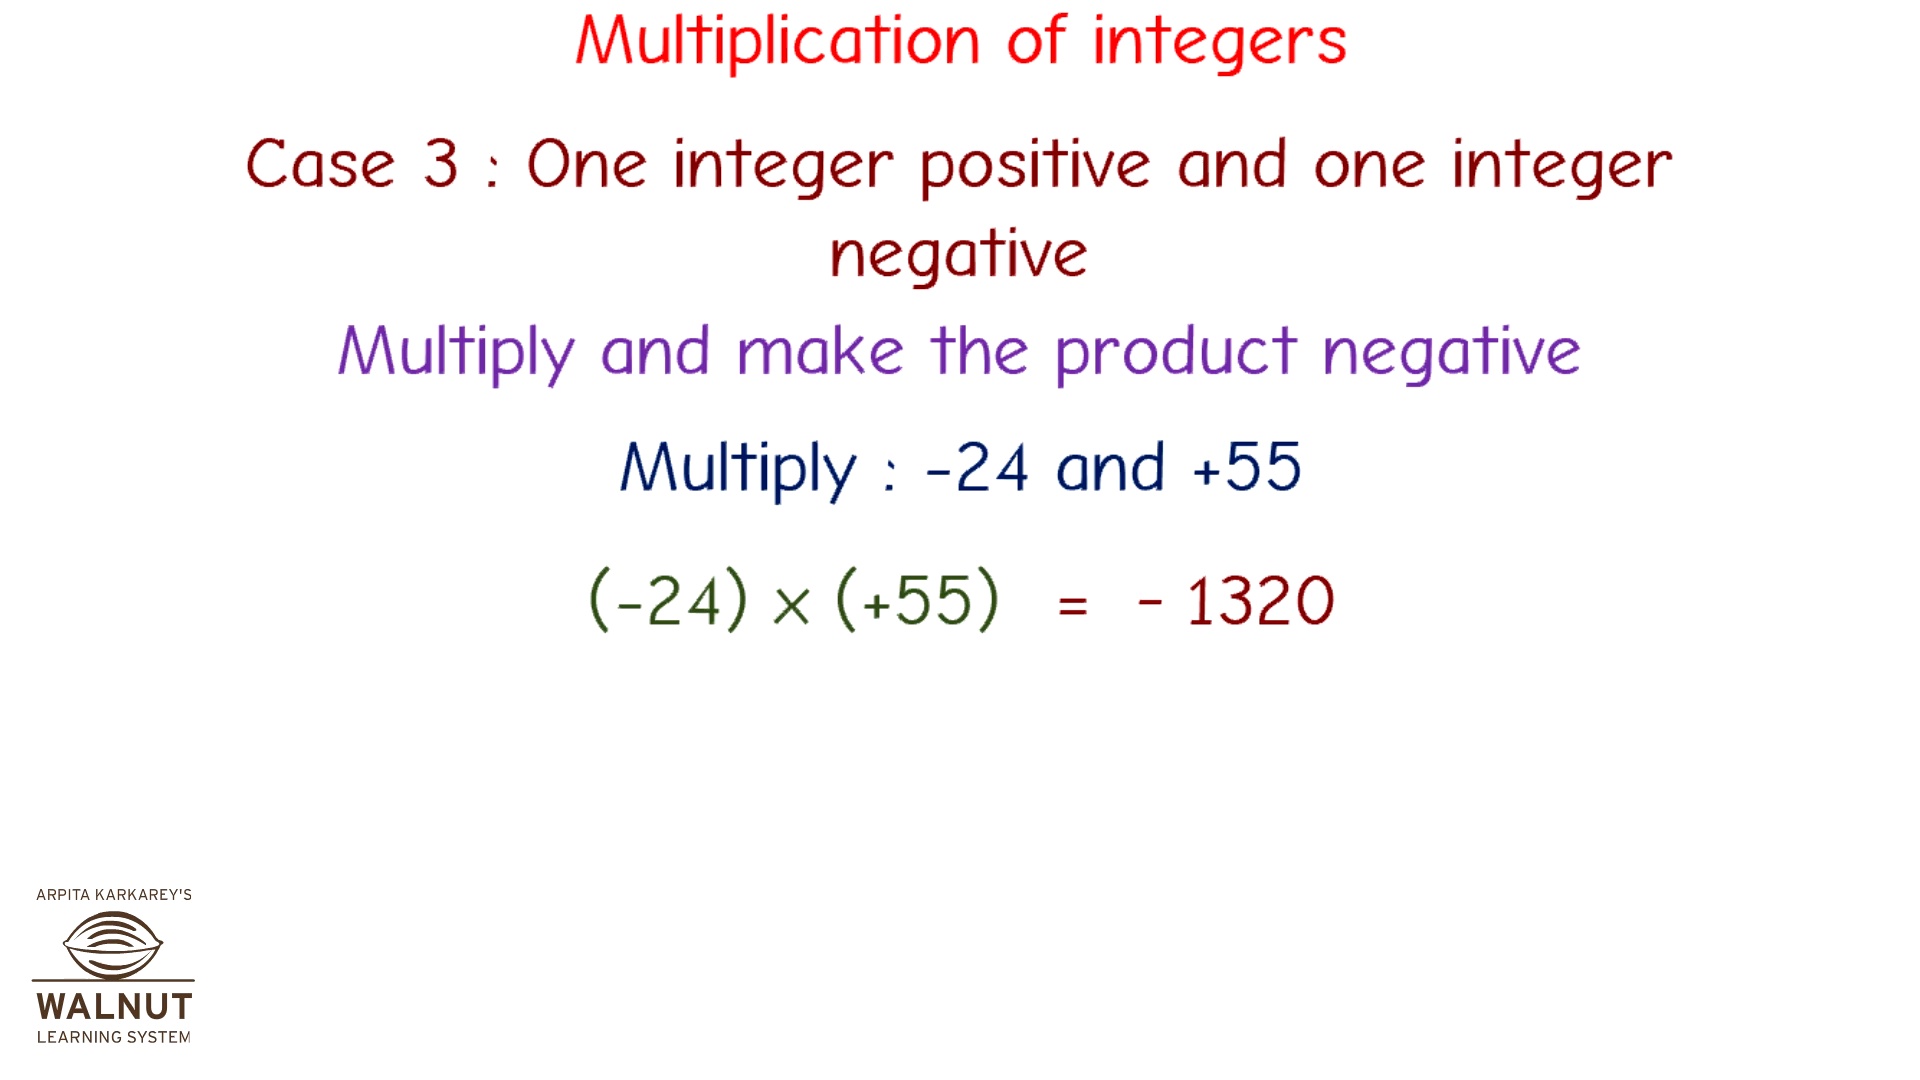 Multiplication of integers
Case 3 : One integer positive and one integer
negative
Multiply and make the product negative
Multiply : -24 and +55
(-24) x (+55) = - 1320
ARPITA KARKAREY'S
WALNUT
LEARNING SYSTEM